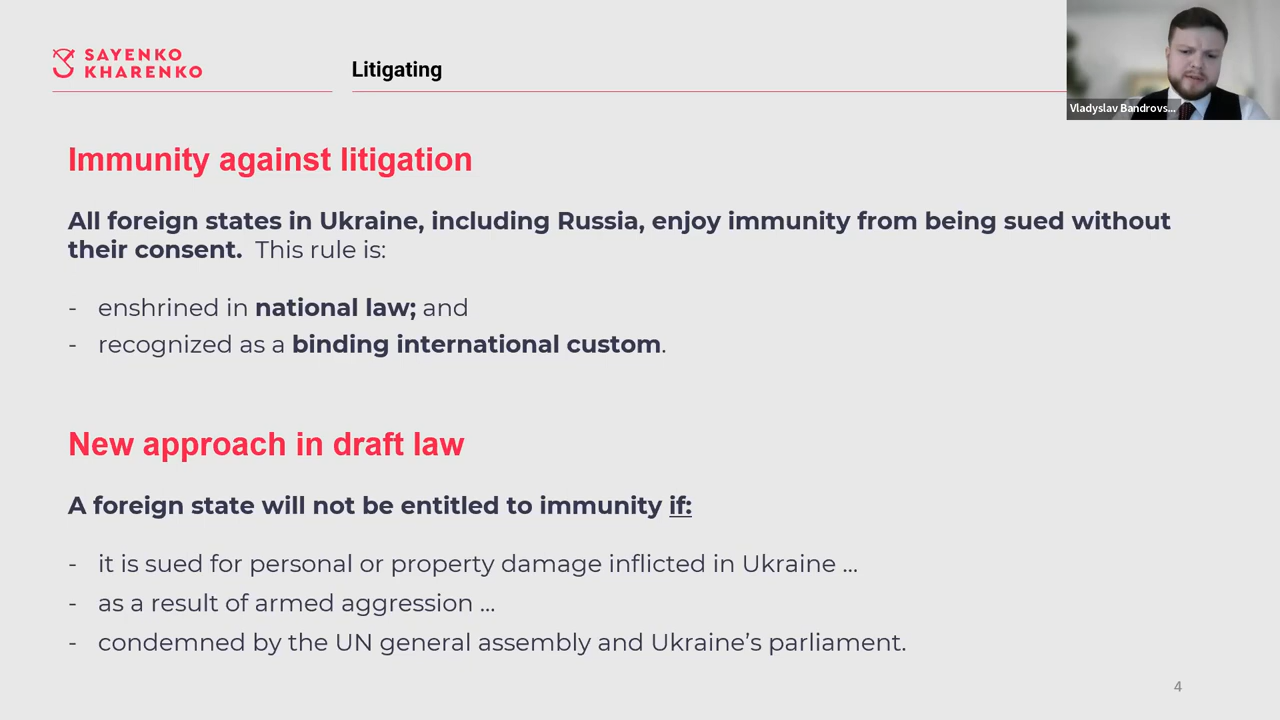 SAYENKO
KHARENKO
Litigating
Vladyslav Bandrovs...
Immunity against litigation
All foreign states in Ukraine, including Russia, enjoy immunity from being sued without
their consent. This rule is:
- enshrined in national law; and
- recognized as a binding international custom.
New approach in draft law
A foreign state will not be entitled to immunity if:
- it is sued for personal or property damage inflicted in Ukraine ...
- as a result of armed aggression ...
- condemned by the UN general assembly and Ukraine’s parliament.
4